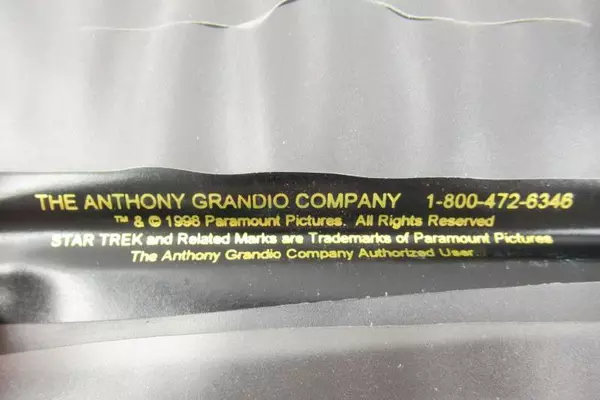 THE ANTHONY GRANDIO COMPANY 1-800-472-6346
™ & © 1996 Paramount Pictures. All Rights Reserved
STAR TREK and Related Marks are Trademarks of Paramount Pictures
The Anthony Grandio Company Authorized User